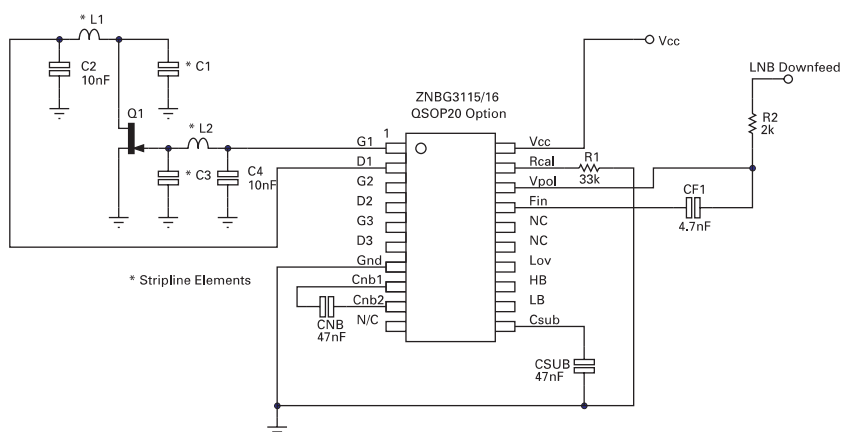 * L1
Vcc
C2
10nF
* C1
LNB Downfeed
ZNBG3115/16
QSOP20 Option
Q1
R2
2k
* L2
1
G1
Vcc
D1
Rcal
R1
33k
* C3
C4
10nF
G2
Vpol
D2
Fin
CF1
4.7nF
G3
NC
D3
NC
Gnd
Lov
* Stripline Elements
Cnb1
HB
Cnb2
LB
CNB
47nF
N/C
Csub
CSUB
47nF